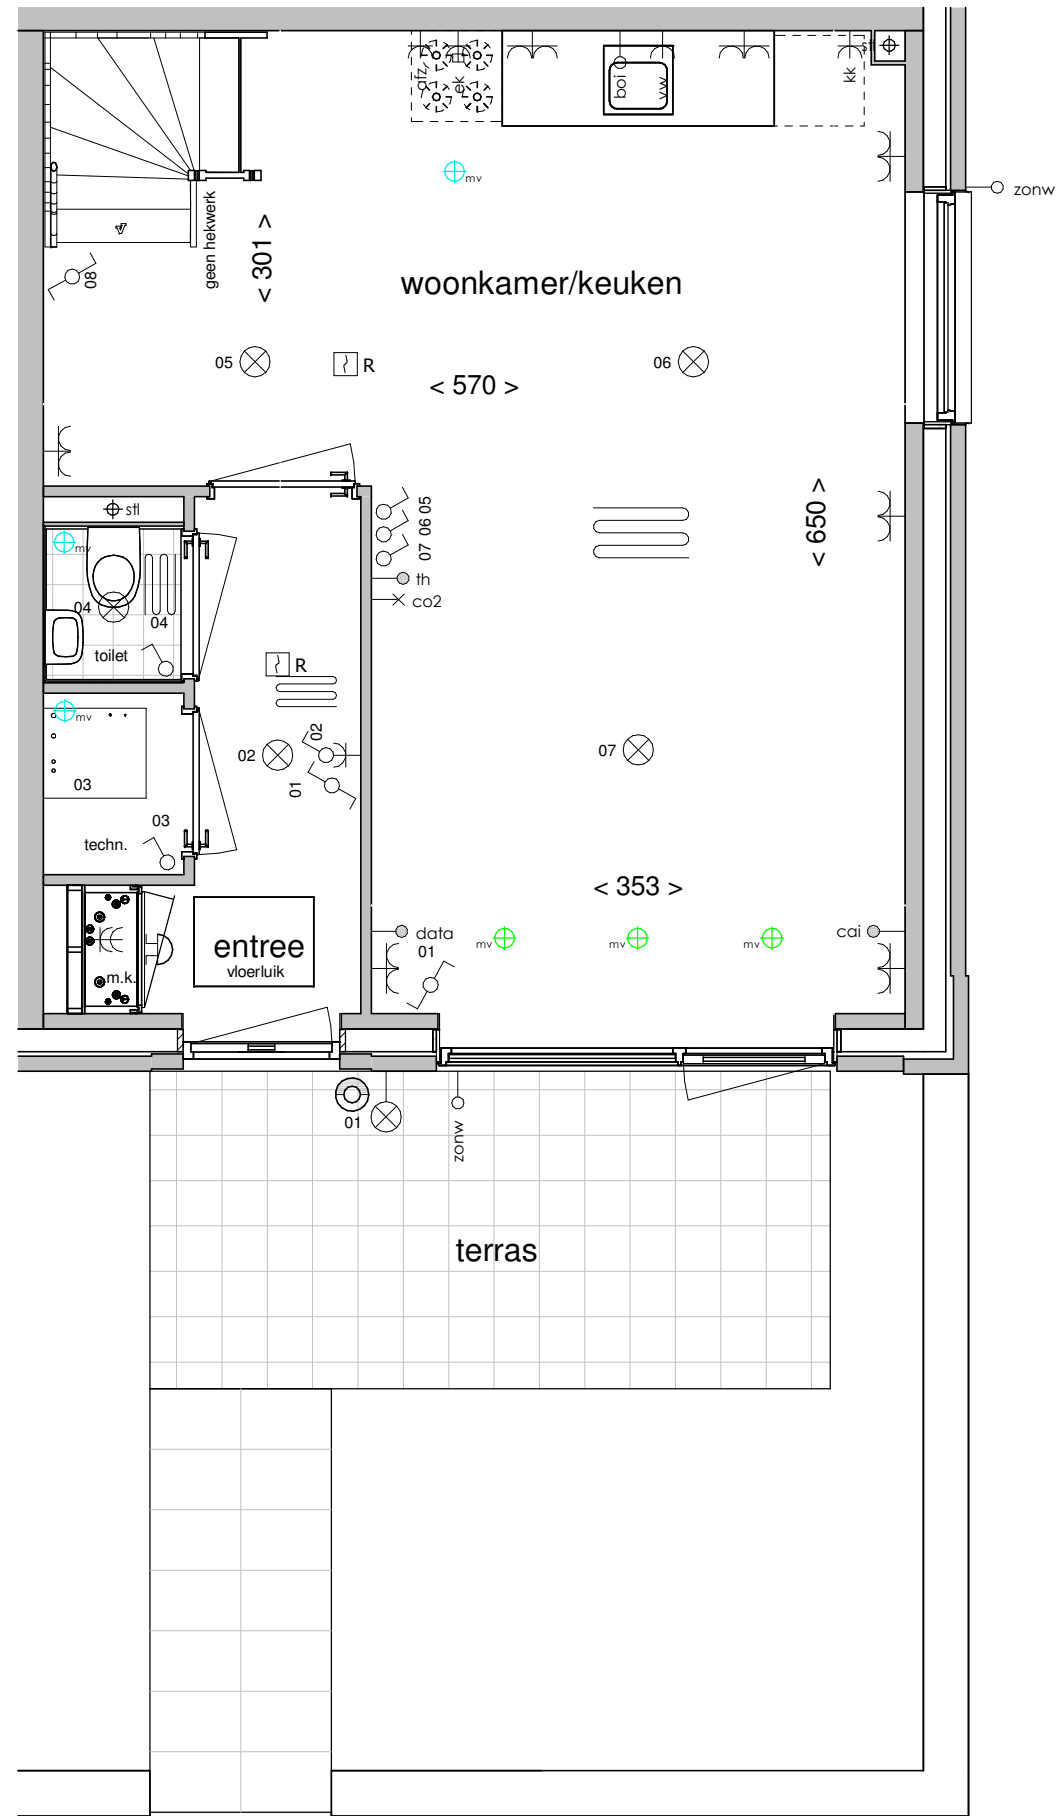 afz
ek
boi
vw
kk
stl
mv
zonw
geen hekwerk
< 301 >
08
woonkamer/keuken
05
R
06
< 570 >
< 650 >
stl
mv
07 06 05
th
co2
04
04
toilet
R
mv
02
02
01
07
03
03
techn.
< 353 >
data
mv
mv
mv
cai
01
entree
vloerluik
m.k.
01
zonw
terras